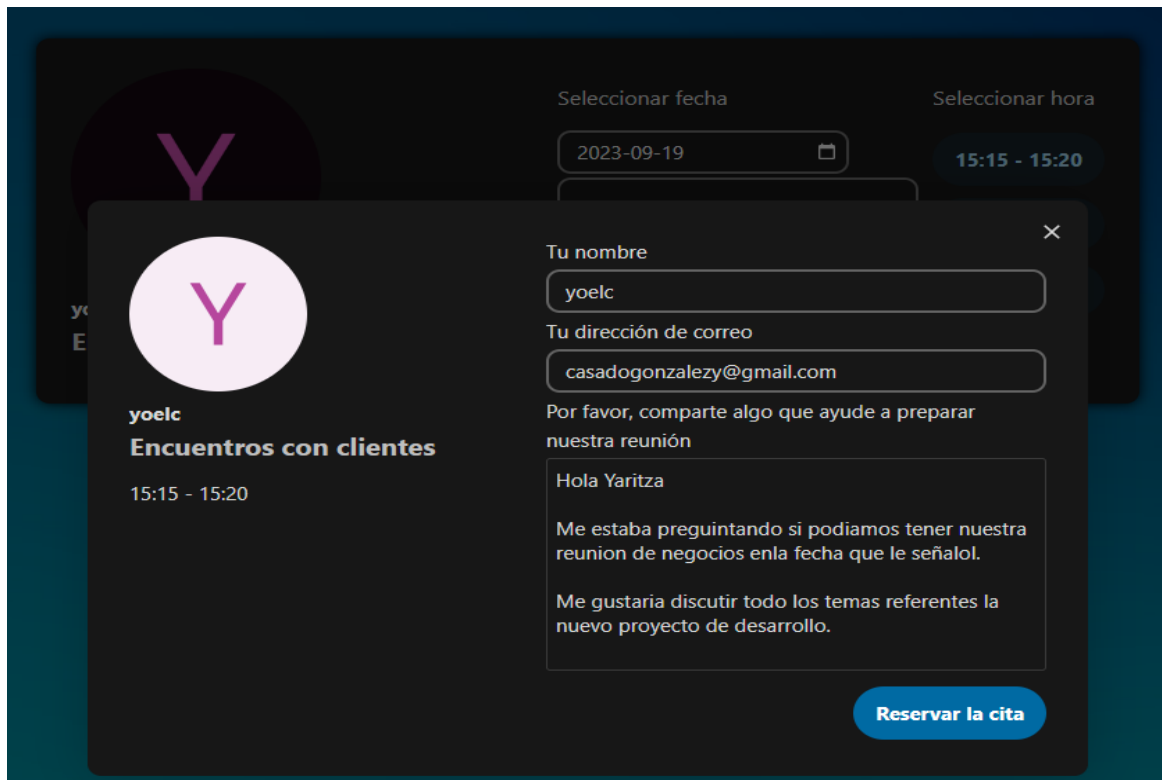 Seleccionar fecha
Seleccionar hora
Y
2023-09-19
15:15 - 15:20
Y
Tu nombre
yoelc
Tu dirección de correo
casadogonzalezy@gmail.com
yoelc
Encuentros con clientes
15:15 - 15:20
Por favor, comparte algo que ayude a preparar
nuestra reunión
Hola Yaritza
Me estaba preguintando si podiamos tener nuestra
reunion de negocios enla fecha que le señalol.
Me gustaria discutir todo los temas referentes la
nuevo proyecto de desarrollo.
Reservar la cita